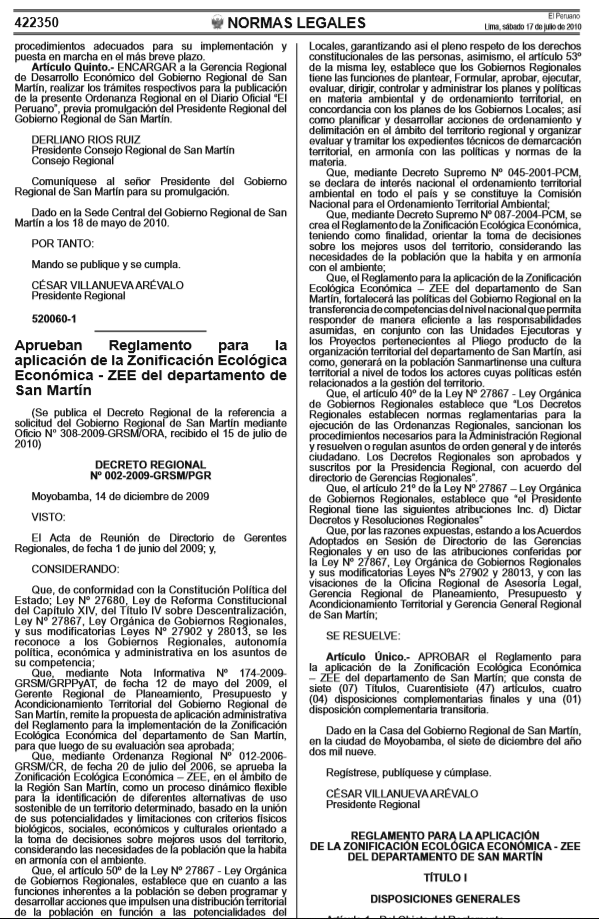 422350
NORMAS LEGALES
El Peruano
Lima, sábado 17 de julio de 2010
procedimientos adecuados para su implementación y
puesta en marcha en el más breve plazo.
Artículo Quinto.- ENCARGAR a la Gerencia Regional
de Desarrollo Económico del Gobierno Regional de San
Martín, realizar los trámites respectivos para la publicación
de la presente Ordenanza Regional en el Diario Oficial "El
Peruano", previa promulgación del Presidente Regional del
Gobierno Regional de San Martín.
DERLIANO RIOS RUIZ
Presidente Consejo Regional de San Martín
Consejo Regional
Comuníquese al señor Presidente del Gobierno
Regional de San Martín para su promulgación.
Dado en la Sede Central del Gobierno Regional de San
Martín a los 18 de mayo de 2010.
POR TANTO:
Mando se publique y se cumpla.
CÉSAR VILLANUEVA ARÉVALO
Presidente Regional
520060-1
Aprueban Reglamento para la
aplicación de la Zonificación Ecológica
Económica - ZEE del departamento de
San Martín
(Se publica el Decreto Regional de la referencia a
solicitud del Gobierno Regional de San Martín mediante
Oficio Nº 308-2009-GRSM/ORA, recibido el 15 de julio de
2010)
DECRETO REGIONAL
Nº 002-2009-GRSM/PGR
Moyobamba, 14 de diciembre de 2009
VISTO:
El Acta de Reunión de Directorio de Gerentes
Regionales, de fecha 1 de junio del 2009; y,
CONSIDERANDO:
Que, de conformidad con la Constitución Política del
Estado; Ley Nº 27680, Ley de Reforma Constitucional
del Capítulo XIV, del Título IV sobre Descentralización,
Ley Nº 27867, Ley Orgánica de Gobiernos Regionales,
y sus modificatorias Leyes Nº 27902 y 28013, se les
reconoce a los Gobiernos Regionales, autonomía
política, económica y administrativa en los asuntos de
su competencia;
Que, mediante Nota Informativa Nº 174-2009-
GRSM/GRPPyAT, de fecha 12 de mayo del 2009, el
Gerente Regional de Planeamiento, Presupuesto y
Acondicionamiento Territorial del Gobierno Regional de
San Martín, remite la propuesta de aplicación administrativa
del Reglamento para la implementación de la Zonificación
Ecológica Económica del departamento de San Martín,
para que luego de su evaluación sea aprobada;
Que, mediante Ordenanza Regional Nº 012-2006-
GRSM/CR, de fecha 20 de julio del 2006, se aprueba la
Zonificación Ecológica Económica – ZEE, en el ámbito de
la Región San Martín, como un proceso dinámico flexible
para la identificación de diferentes alternativas de uso
sostenible de un territorio determinado, basado en la unión
de sus potencialidades y limitaciones con criterios físicos
biológicos, sociales, económicos y culturales orientado a
la toma de decisiones sobre mejores usos del territorio,
considerando las necesidades de la población que la habita
en armonía con el ambiente.
Que, el artículo 50º de la Ley Nº 27867 - Ley Orgánica
de Gobiernos Regionales, establece que en cuanto a las
funciones inherentes a la población se deben programar y
desarrollar acciones que impulsen una distribución territorial
de la población en función a las potencialidades del
Locales, garantizando asi el pleno respeto de los derechos
constitucionales de las personas, asimismo, el artículo 53º
de la misma ley, establece que los Gobiernos Regionales
tiene las funciones de plantear, Formular, aprobar, ejecutar,
evaluar, dirigir, controlar y administrar los planes y políticas
en materia ambiental y de ordenamiento territorial, en
concordancia con los planes de los Gobiernos Locales; así
como planificar y desarrollar acciones de ordenamiento y
delimitación en el ámbito del territorio regional y organizar
evaluar y tramitar los expedientes técnicos de demarcación
territorial, en armonía con las políticas y normas de la
materia.
Que, mediante Decreto Supremo Nº 045-2001-PCM,
se declara de interés nacional el ordenamiento territorial
ambiental en todo el país y se constituye la Comisión
Nacional para el Ordenamiento Territorial Ambiental;
Que, mediante Decreto Supremo Nº 087-2004-PCM, se
crea el Reglamento de la Zonificación Ecológica Económica,
teniendo como finalidad, orientar la toma de decisiones
sobre los mejores usos del territorio, considerando las
necesidades de la población que la habita y en armonía
con el ambiente;
Que, el Reglamento para la aplicación de la Zonificación
Ecológica Económica – ZEE del departamento de San
Martín, fortalecerá las políticas del Gobierno Regional en la
transferencia de competencias del nivel nacional que permita
responder de manera eficiente a las responsabilidades
asumidas, en conjunto con las Unidades Ejecutoras y
los Proyectos pertenecientes al Pliego producto de la
organización territorial del departamento de San Martín, asi
como, generará en la población Sanmartinense una cultura
territorial a nivel de todos los actores cuyas políticas estén
relacionados a la gestión del territorio.
Que, el artículo 40º de la Ley Nº 27867 - Ley Orgánica
de Gobiernos Regionales establece que "Los Decretos
Regionales establecen normas reglamentarias para la
ejecución de las Ordenanzas Regionales, sancionan los
procedimientos necesarios para la Administración Regional
y resuelven o regulan asuntos de orden general y de interés
ciudadano. Los Decretos Regionales son aprobados y
suscritos por la Presidencia Regional, con acuerdo del
directorio de Gerencias Regionales".
Que, el artículo 21º de la Ley Nº 27867 – Ley Orgánica
de Gobiernos Regionales, establece que "el Presidente
Regional tiene las siguientes atribuciones Inc. d) Dictar
Decretos y Resoluciones Regionales"
Que, por las razones expuestas, estando a los Acuerdos
Adoptados en Sesión de Directorio de las Gerencias
Regionales y en uso de las atribuciones conferidas por
la Ley Nº 27867, Ley Orgánica de Gobiernos Regionales
y sus modificatorias Leyes Nºs 27902 y 28013, y con las
visaciones de la Oficina Regional de Asesoría Legal,
Gerencia Regional de Planeamiento, Presupuesto y
Acondicionamiento Territorial y Gerencia General Regional
de San Martín;
SE RESUELVE:
Artículo Único.- APROBAR el Reglamento para
la aplicación de la Zonificación Ecológica Económica
– ZEE del departamento de San Martín; que consta de
siete (07) Títulos, Cuarentisiete (47) artículos, cuatro
(04) disposiciones complementarias finales y una (01)
disposición complementaria transitoria.
Dado en la Casa del Gobierno Regional de San Martín,
en la ciudad de Moyobamba, el siete de diciembre del año
dos mil nueve.
Regístrese, publíquese y cúmplase.
CÉSAR VILLANUEVA ARÉVALO
Presidente Regional
REGLAMENTO PARA LA APLICACIÓN
DE LA ZONIFICACIÓN ECOLÓGICA ECONÓMICA - ZEE
DEL DEPARTAMENTO DE SAN MARTÍN
TÍTULO I
DISPOSICIONES GENERALES